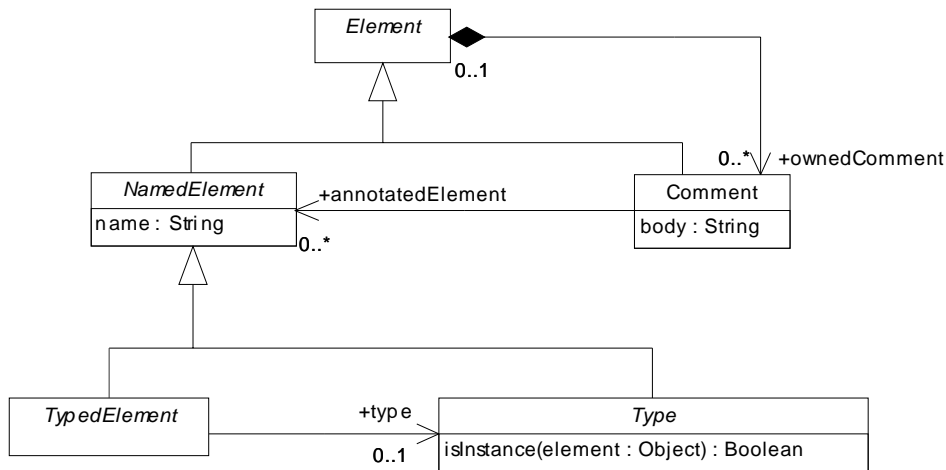 Element
0..1
0..*
+ownedComment
NamedElement
name : String
+annotatedElement
0..*
Comment
body : String
TypedElement
+type
0..1
Type
isInstance(element : Object) : Boolean